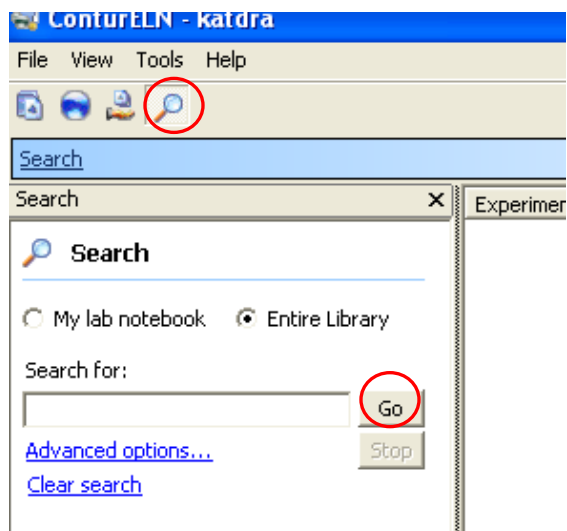 ConturELN - katdra
File View Tools Help
Search
Search × Experimen
Search
My lab notebook Entire Library
Search for:
Go
Advanced options... Stop
Clear search